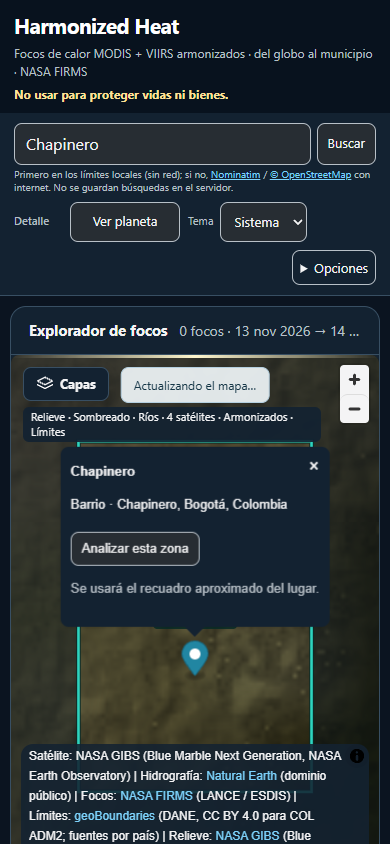 Harmonized Heat
Focos de calor MODIS + VIIRS armonizados · del globo al municipio
· NASA FIRMS
No usar para proteger vidas ni bienes.
Chapinero
Buscar
Primero en los límites locales (sin red); si no, Nominatim / © OpenStreetMap con
internet. No se guardan búsquedas en el servidor.
Detalle
Ver planeta
Tema
Sistema
▶ Opciones
Explorador de focos
0 focos · 13 nov 2026 → 14 ...
Capas
Actualizando el mapa...
+
−
Relieve · Sombreado · Ríos · 4 satélites · Armonizados ·
Límites
Chapinero
×
Barrio · Chapinero, Bogotá, Colombia
Analizar esta zona
Se usará el recuadro aproximado del lugar.
Satélite: NASA GIBS (Blue Marble Next Generation, NASA
Earth Observatory) | Hidrografía: Natural Earth (dominio
público) | Focos: NASA FIRMS (LANCE / ESDIS) |
Límites: geoBoundaries (DANE, CC BY 4.0 para COL
ADM2; fuentes por país) | Relieve: NASA GIBS (Blue